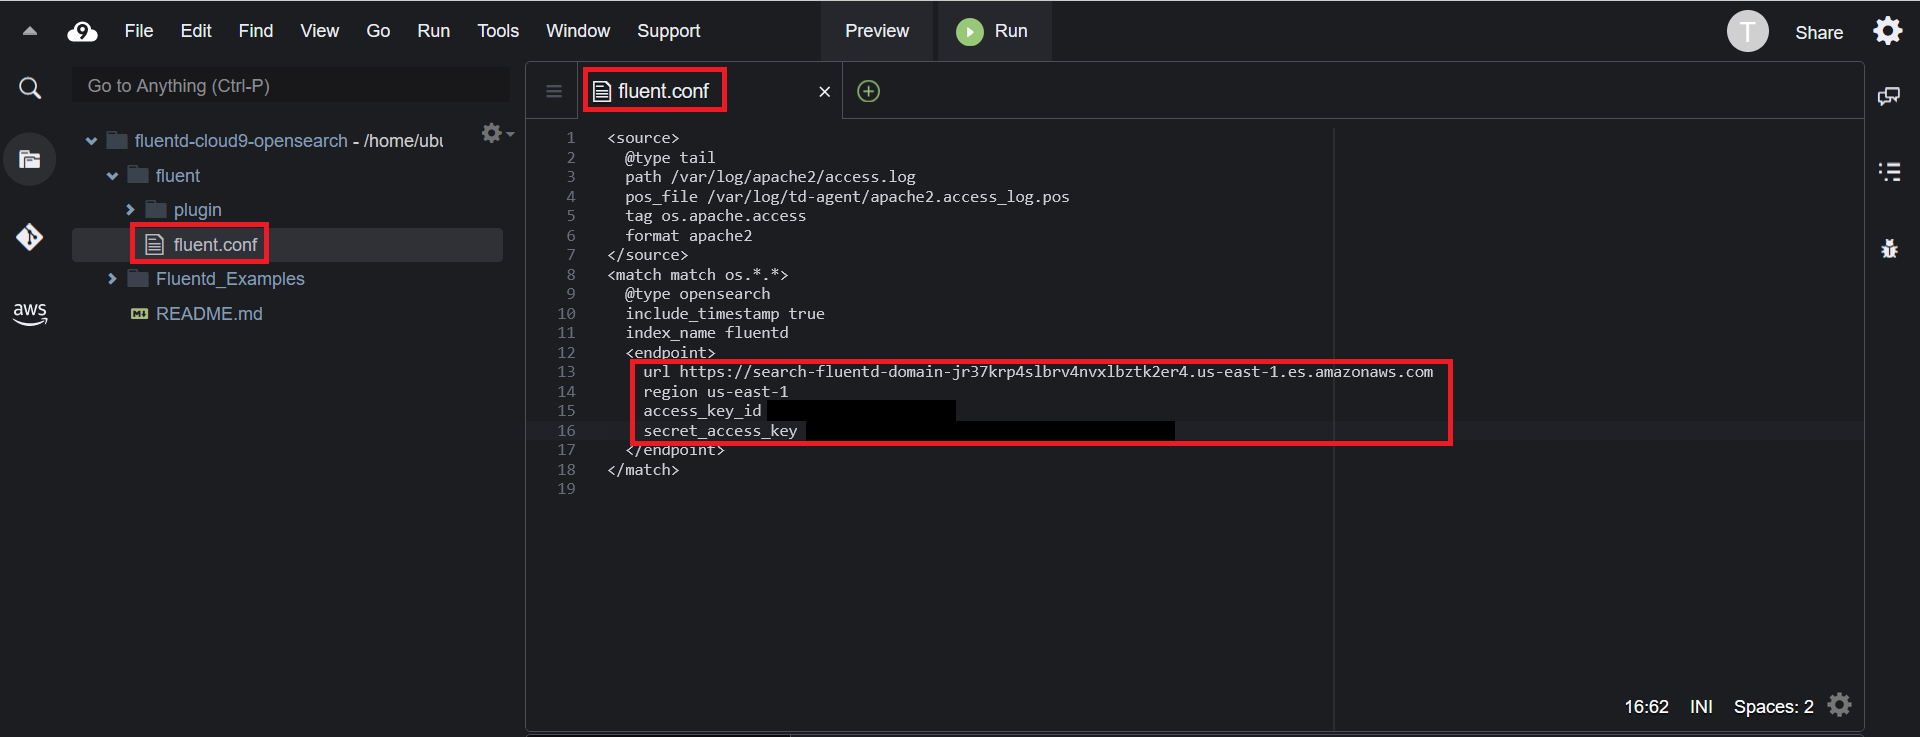 9 File Edit Find View Go Run Tools Window Support Preview Run T Share
Go to Anything (Ctrl-P)
fluentd-cloud9-opensearch - /home/ubu
fluent
plugin
fluent.conf
Fluentd_Examples
README.md
aws
fluent.conf
1 <source>
2 @type tail
3 path /var/log/apache2/access.log
4 pos_file /var/log/td-agent/apache2.access_log.pos
5 tag os.apache.access
6 format apache2
7 </source>
8 <match match os.*.*>
9 @type opensearch
10 include_timestamp true
11 index_name fluentd
12 <endpoint>
13 url https://search-fluentd-domain-jr37krp4slbrv4nvxlbztk2er4.us-east-1.es.amazonaws.com
14 region us-east-1
15 access_key_id
16 secret_access_key
17 </endpoint>
18 </match>
19
16:62 INI Spaces: 2